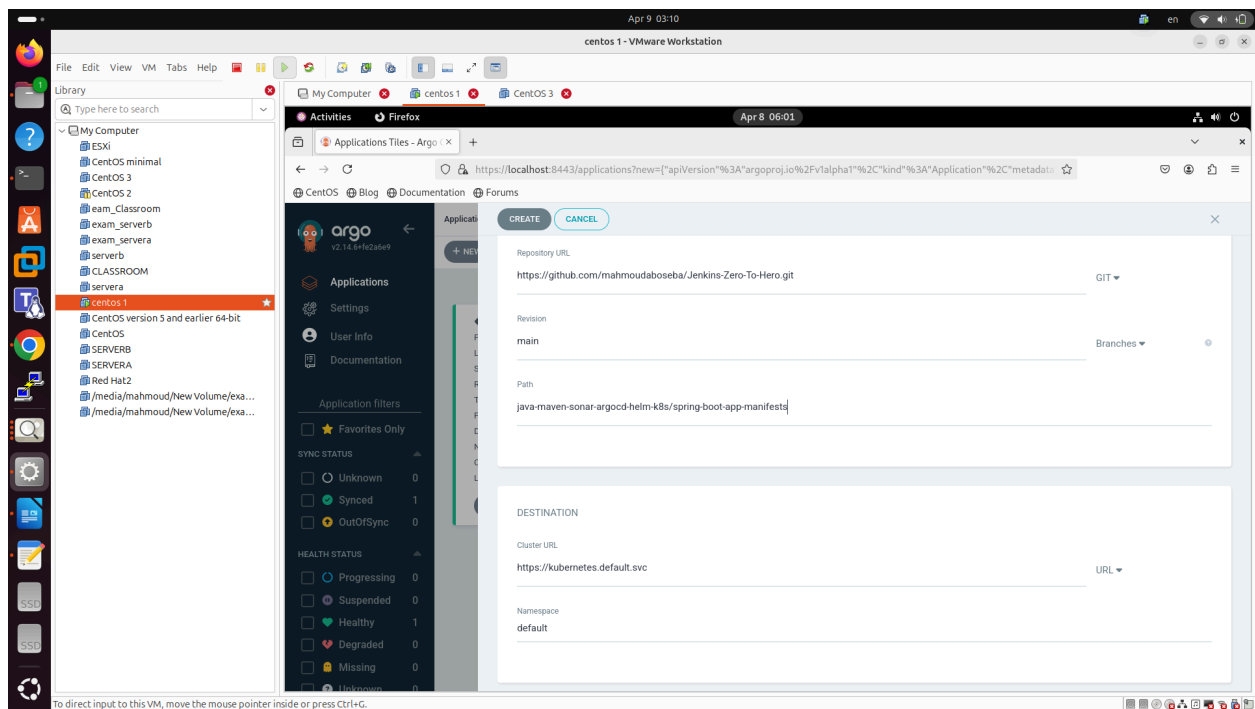 Apr 9 03:10
en
centos 1 - VMware Workstation
File Edit View VM Tabs Help
Library
Type here to search
My Computer
ESXi
CentOS minimal
CentOS 3
CentOS 2
eam_Classroom
exam_serverb
exam_servera
serverb
CLASSROOM
servera
centos 1
CentOS version 5 and earlier 64-bit
CentOS
SERVERB
SERVERA
Red Hat2
/media/mahmoud/New Volume/exa...
/media/mahmoud/New Volume/exa...
My Computer
centos 1
CentOS 3
Activities Firefox Apr 8 06:01
Applications Tiles - Argo
https://localhost:8443/applications?new={"apiVersion"%3A"argoproj.io%2Fv1alpha1"%2C"kind"%3A"Application"%2C"metadata
CentOS Blog Documentation Forums
argo
v2.14.6+fe2a6e9
Applications
Settings
User Info
Documentation
Application filters
Favorites Only
SYNC STATUS
Unknown 0
Synced 1
OutOfSync 0
HEALTH STATUS
Progressing 0
Suspended 0
Healthy 1
Degraded 0
Missing 0
Unknown 0
Applicati
+ NEW
CREATE CANCEL
Repository URL
https://github.com/mahmoudaboseba/Jenkins-Zero-To-Hero.git
GIT
Revision
main
Branches
Path
java-maven-sonar-argocd-helm-k8s/spring-boot-app-manifests
DESTINATION
Cluster URL
https://kubernetes.default.svc
URL
Namespace
default
To direct input to this VM, move the mouse pointer inside or press Ctrl+G.
SSD
SSD
1